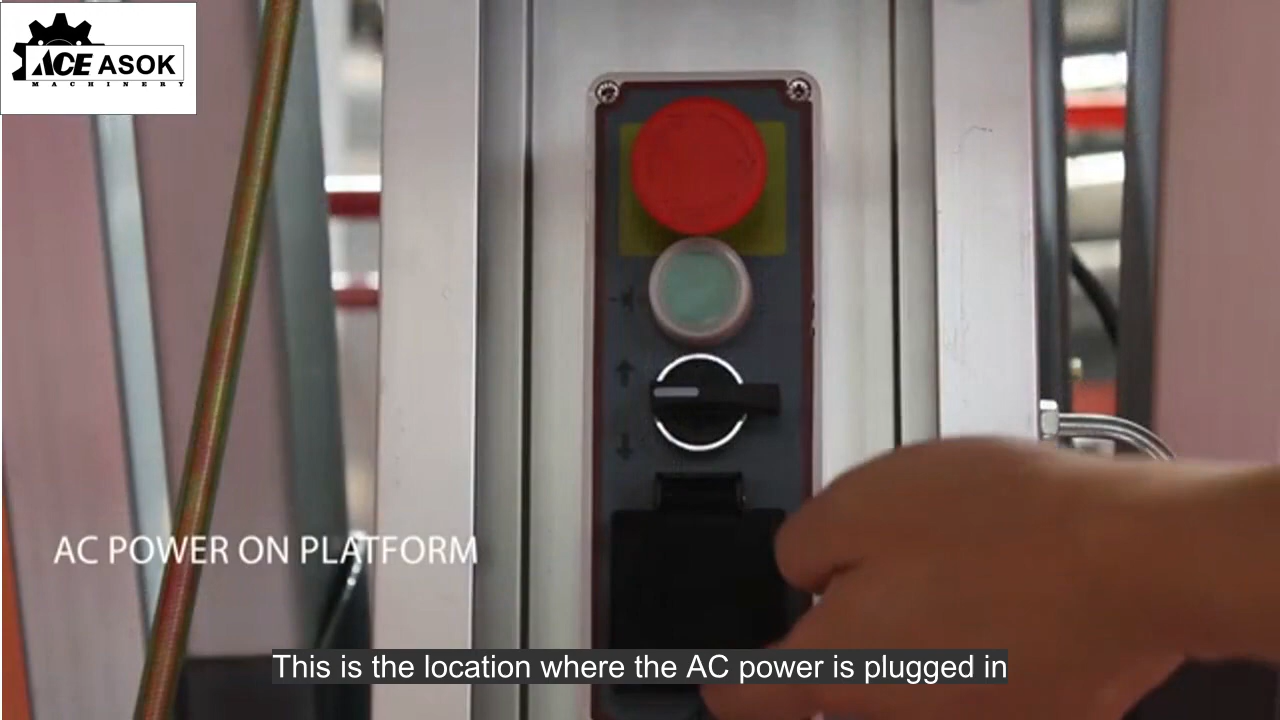 ACE ASOK
MACHINERY
AC POWER ON PLATFORM
This is the location where the AC power is plugged in